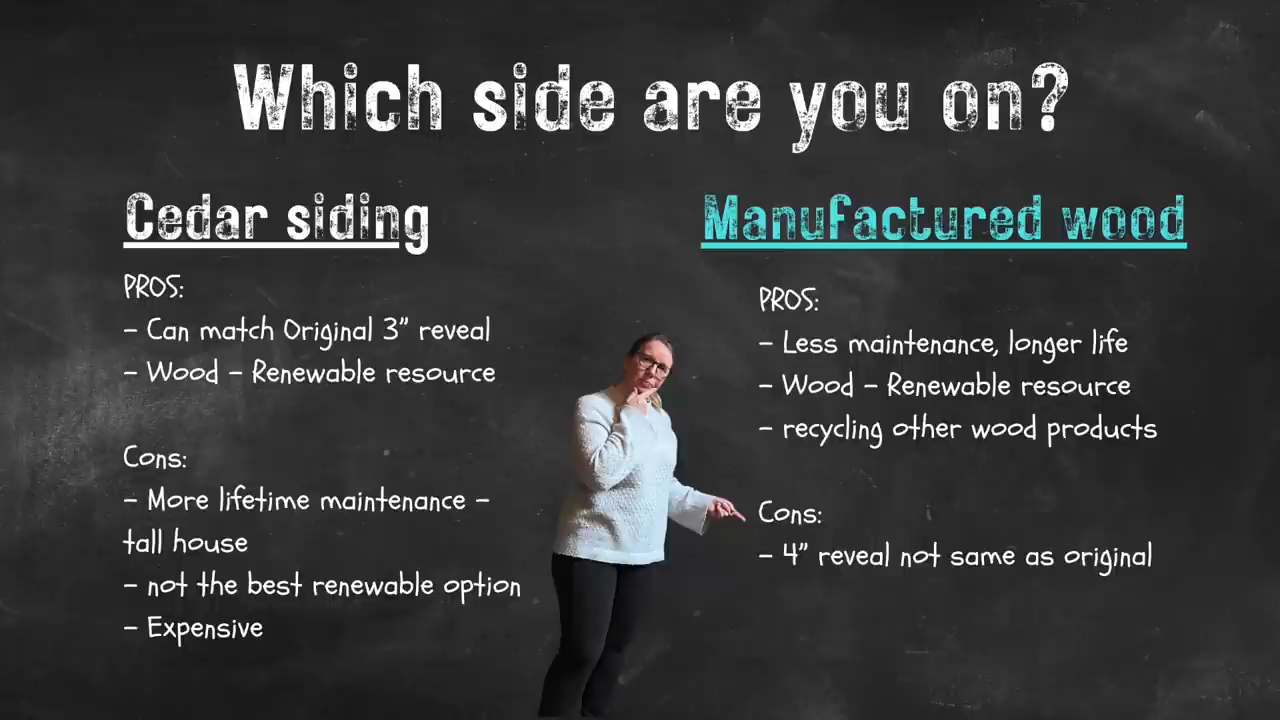 Which side are you on?
Cedar siding
PROS:
- Can match Original 3" reveal
- Wood - Renewable resource
Cons:
- More lifetime maintenance -
tall house
- not the best renewable option
- Expensive
Manufactured wood
PROS:
- Less maintenance, longer life
- Wood - Renewable resource
- recycling other wood products
Cons:
- 4" reveal not same as original